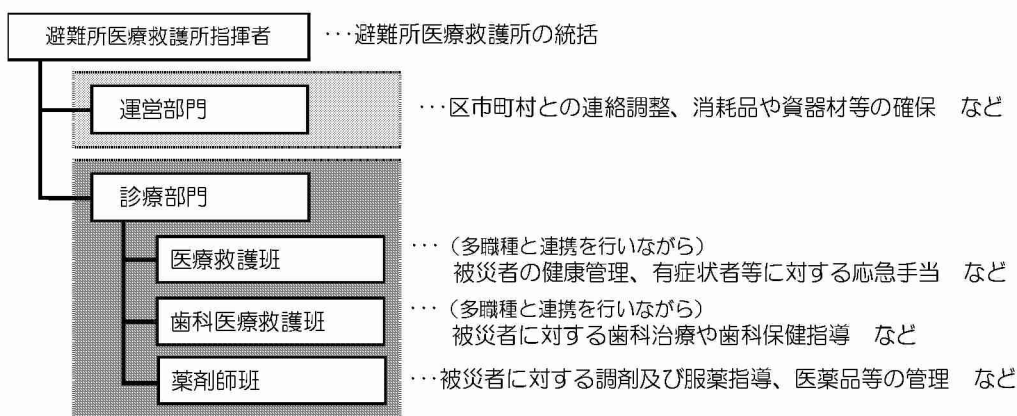 避難所医療救護所指揮者 ･･･避難所医療救護所の統括
運営部門 ･･･区市町村との連絡調整、消耗品や資器材等の確保　など
診療部門
医療救護班 ･･･（多職種と連携を行いながら）
被災者の健康管理、有症状者等に対する応急手当　など
歯科医療救護班 ･･･（多職種と連携を行いながら）
被災者に対する歯科治療や歯科保健指導　など
薬剤師班 ･･･被災者に対する調剤及び服薬指導、医薬品等の管理　など